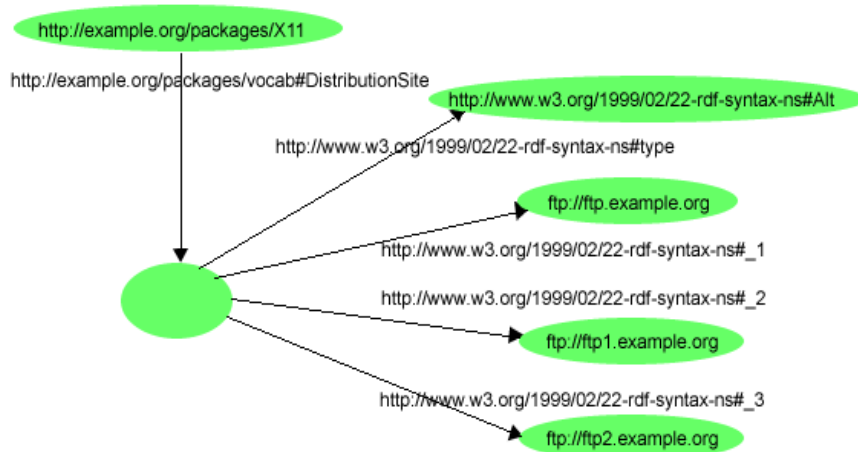 http://example.org/packages/X11
http://example.org/packages/vocab#DistributionSite
http://www.w3.org/1999/02/22-rdf-syntax-ns#Alt
http://www.w3.org/1999/02/22-rdf-syntax-ns#type
ftp://ftp.example.org
http://www.w3.org/1999/02/22-rdf-syntax-ns#_1
http://www.w3.org/1999/02/22-rdf-syntax-ns#_2
ftp://ftp1.example.org
http://www.w3.org/1999/02/22-rdf-syntax-ns#_3
ftp://ftp2.example.org